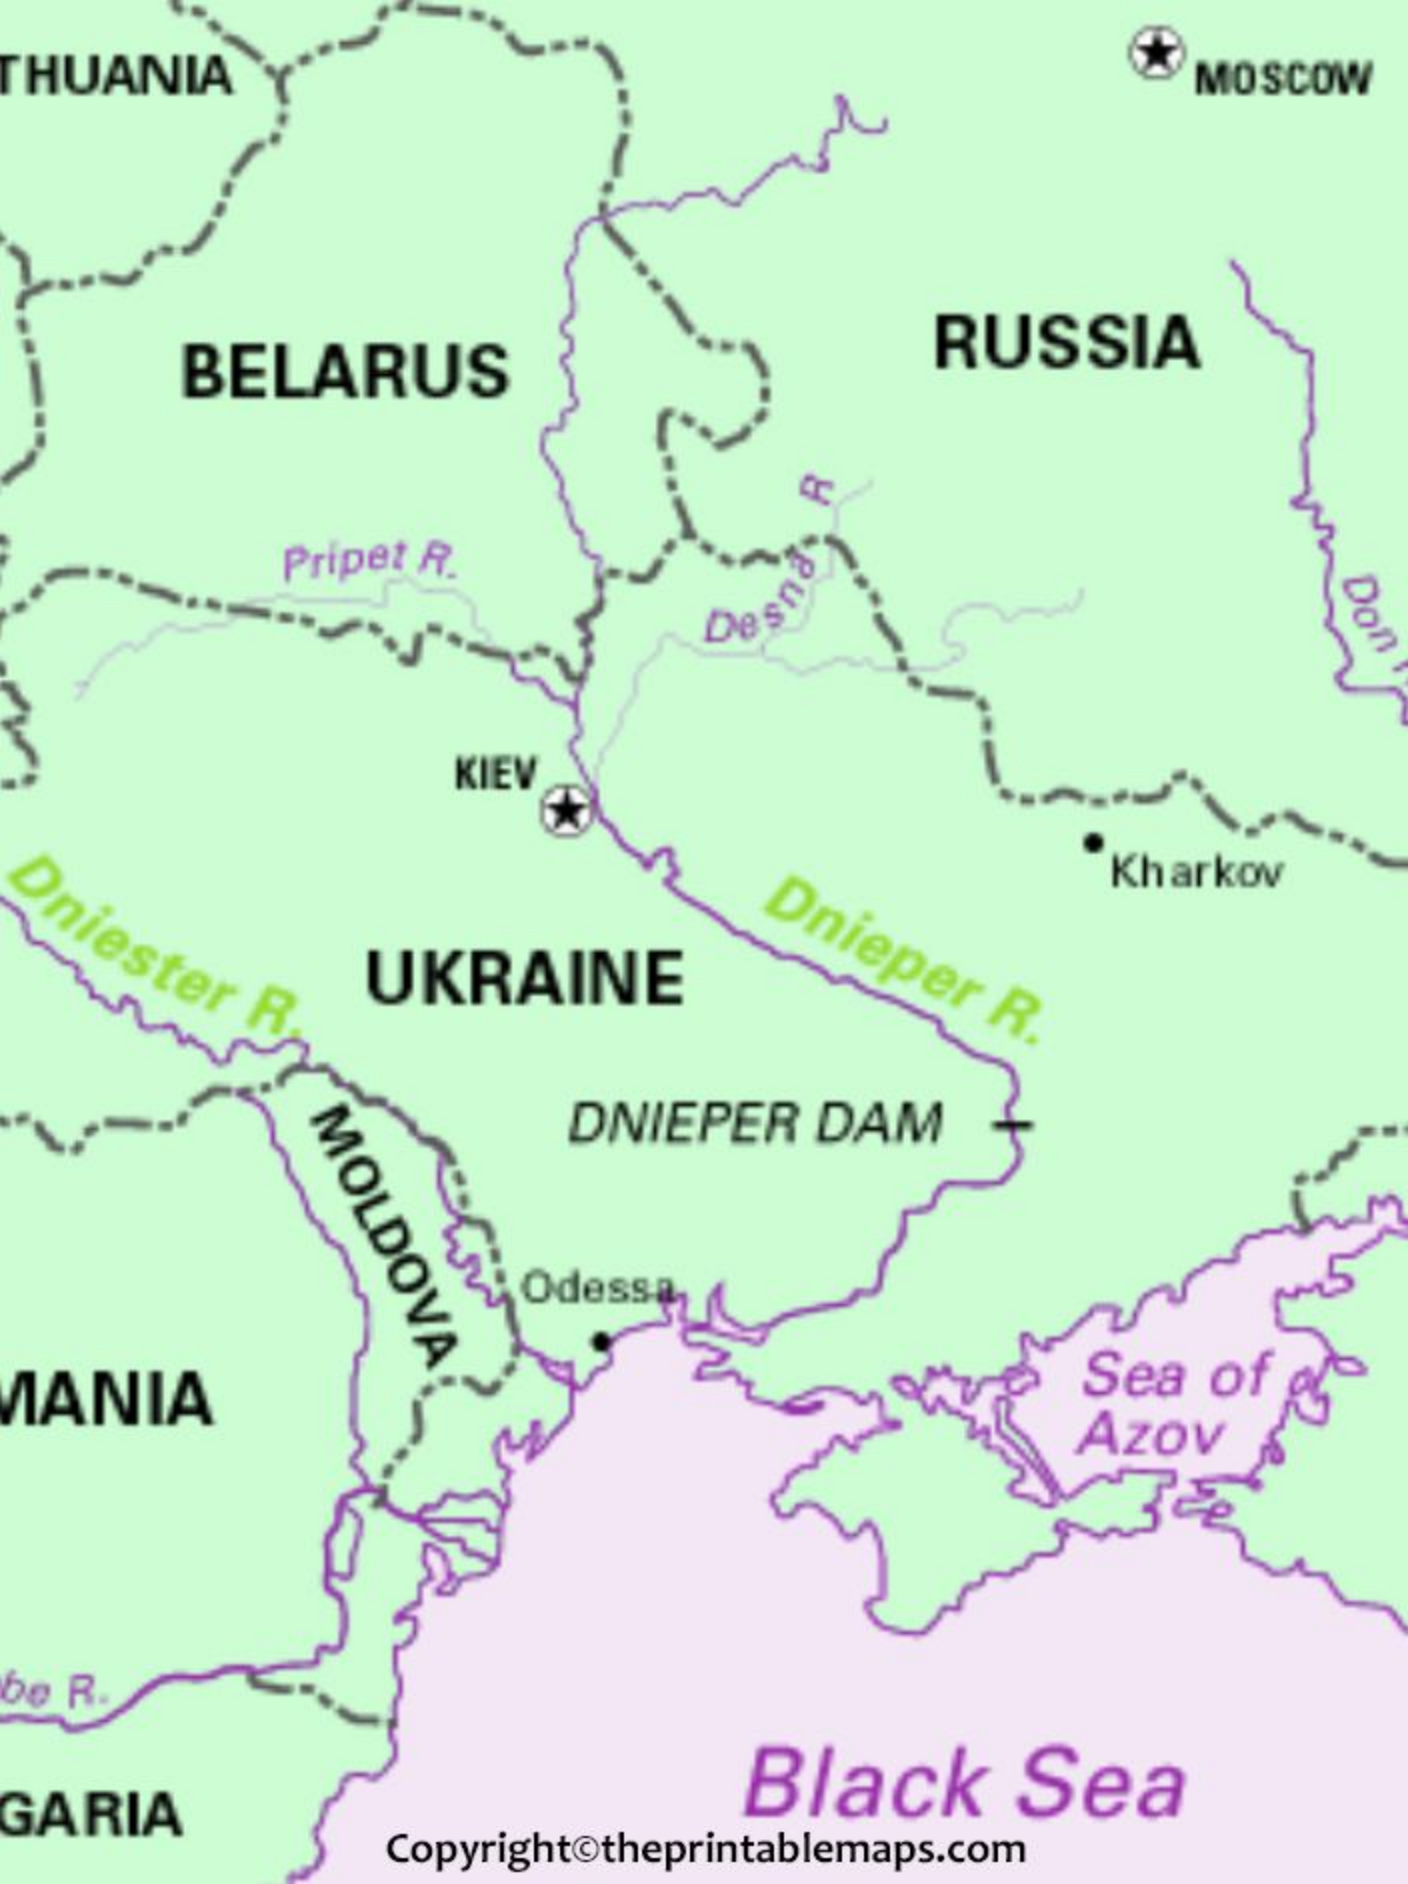 THUANIA
MOSCOW
BELARUS
RUSSIA
Pripet R.
Desna R
Don
KIEV
Kharkov
Dniester R.
Dnieper R.
UKRAINE
DNIEPER DAM
MOLDOVA
Odessa
Sea of
Azov
MANIA
be R.
GARIA
Black Sea
Copyright©theprintablemaps.com